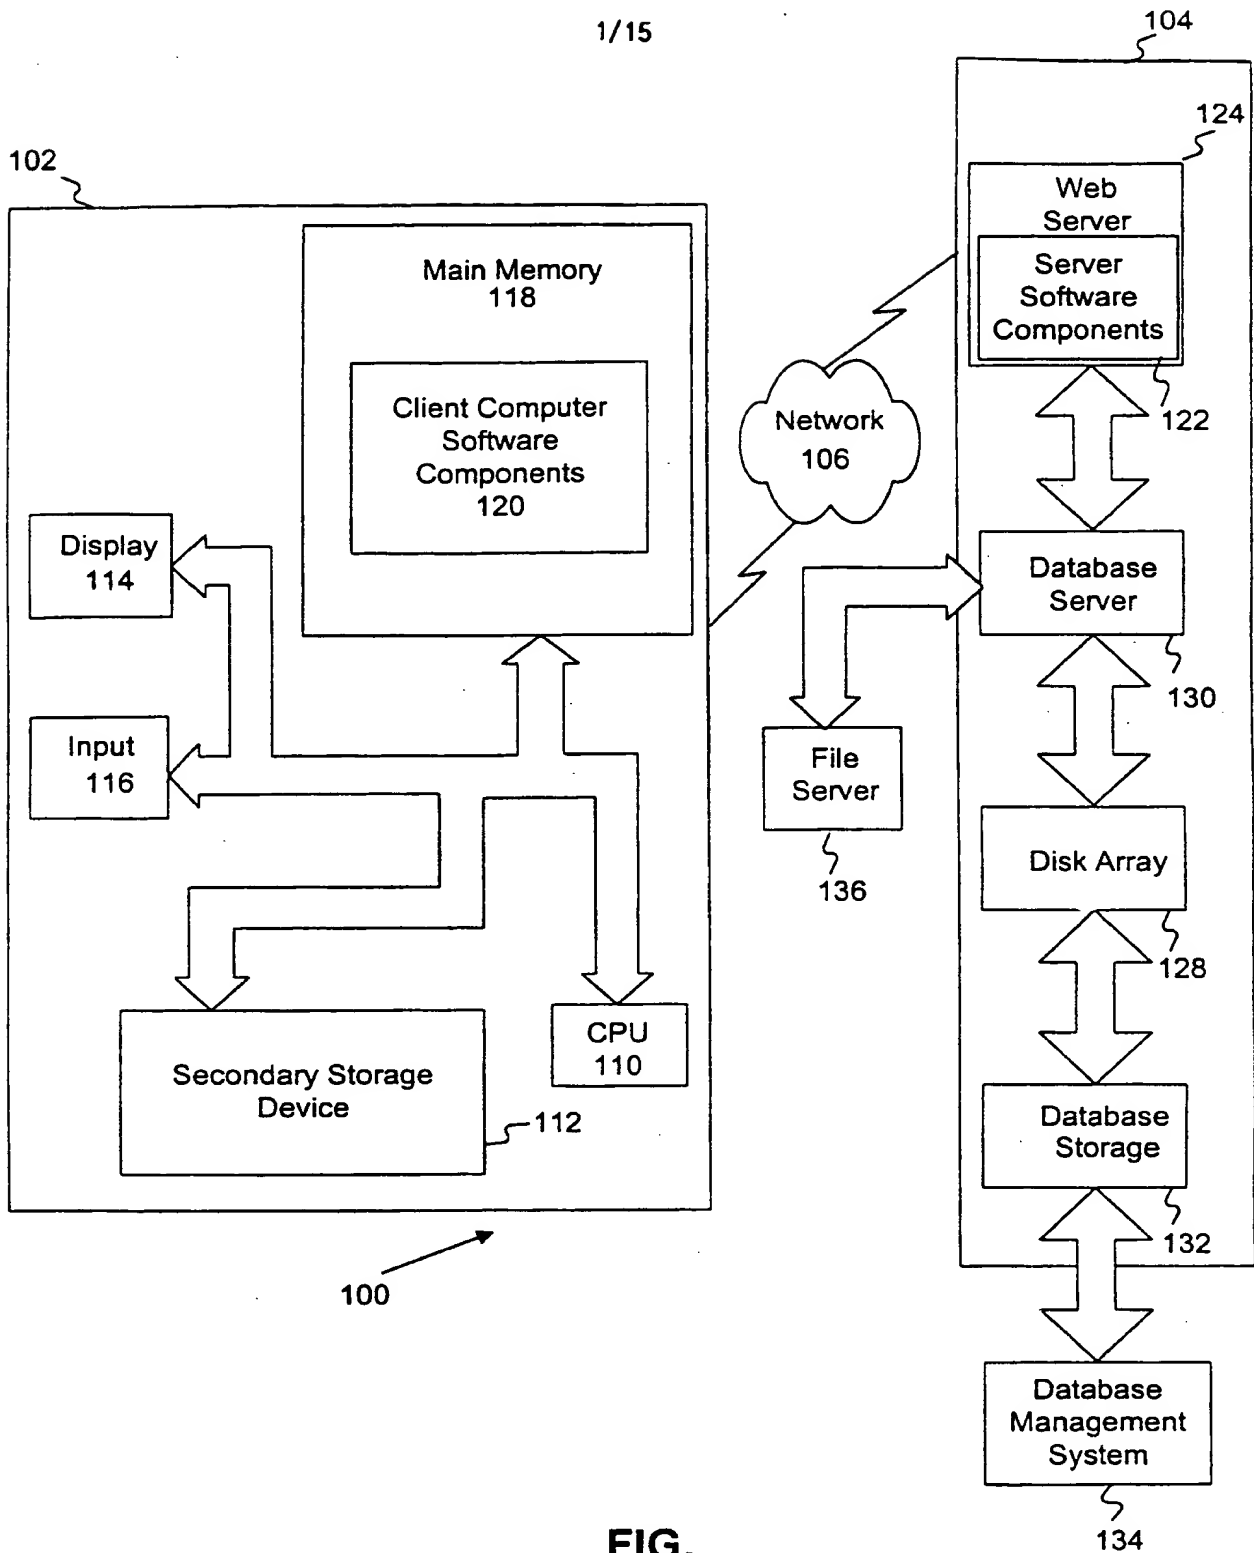 1/15
104
124
102
Web
Server
Main Memory
118
Server
Software
Components
Client Computer
Software
Components
120
Network
106
122
Display
114
Database
Server
130
Input
116
File
Server
136
Disk Array
128
CPU
110
Secondary Storage
Device
112
Database
Storage
132
100
Database
Management
System
134
FIG.